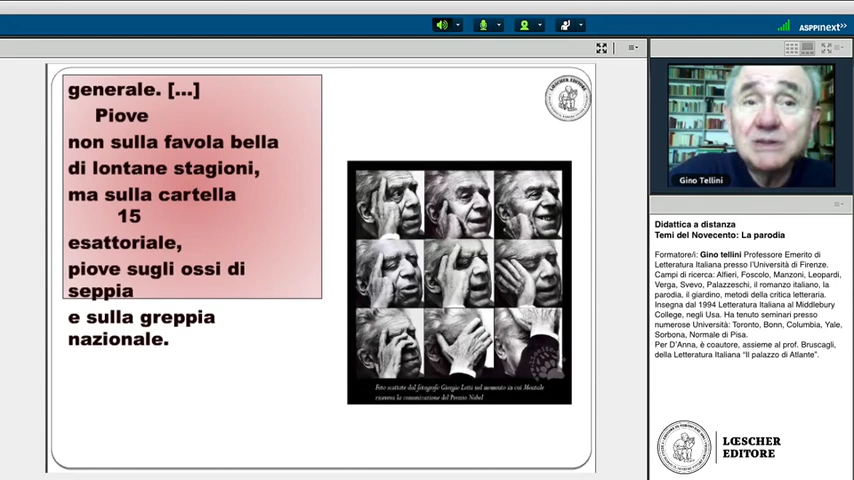 ASPPInext»
generale. [...]
Piove
non sulla favola bella
di lontane stagioni,
ma sulla cartella
15
esattoriale,
piove sugli ossi di
seppia
e sulla greppia
nazionale.
LŒSCHER EDITORE
Foto scattate dal fotografo Giorgio Lotti nel momento in cui Montale
riceveva la comunicazione del Premio Nobel
Gino Tellini
Didattica a distanza
Temi del Novecento: La parodia
Formatore/i: Gino tellini Professore Emerito di
Letteratura Italiana presso l'Università di Firenze.
Campi di ricerca: Alfieri, Foscolo, Manzoni, Leopardi,
Verga, Svevo, Palazzeschi, il romanzo italiano, la
parodia, il giardino, metodi della critica letteraria.
Insegna dal 1994 Letteratura Italiana al Middlebury
College, negli Usa. Ha tenuto seminari presso
numerose Università: Toronto, Bonn, Columbia, Yale,
Sorbona, Normale di Pisa.
Per D'Anna, è coautore, assieme al prof. Bruscagli,
della Letteratura Italiana "Il palazzo di Atlante".
LŒSCHER
EDITORE